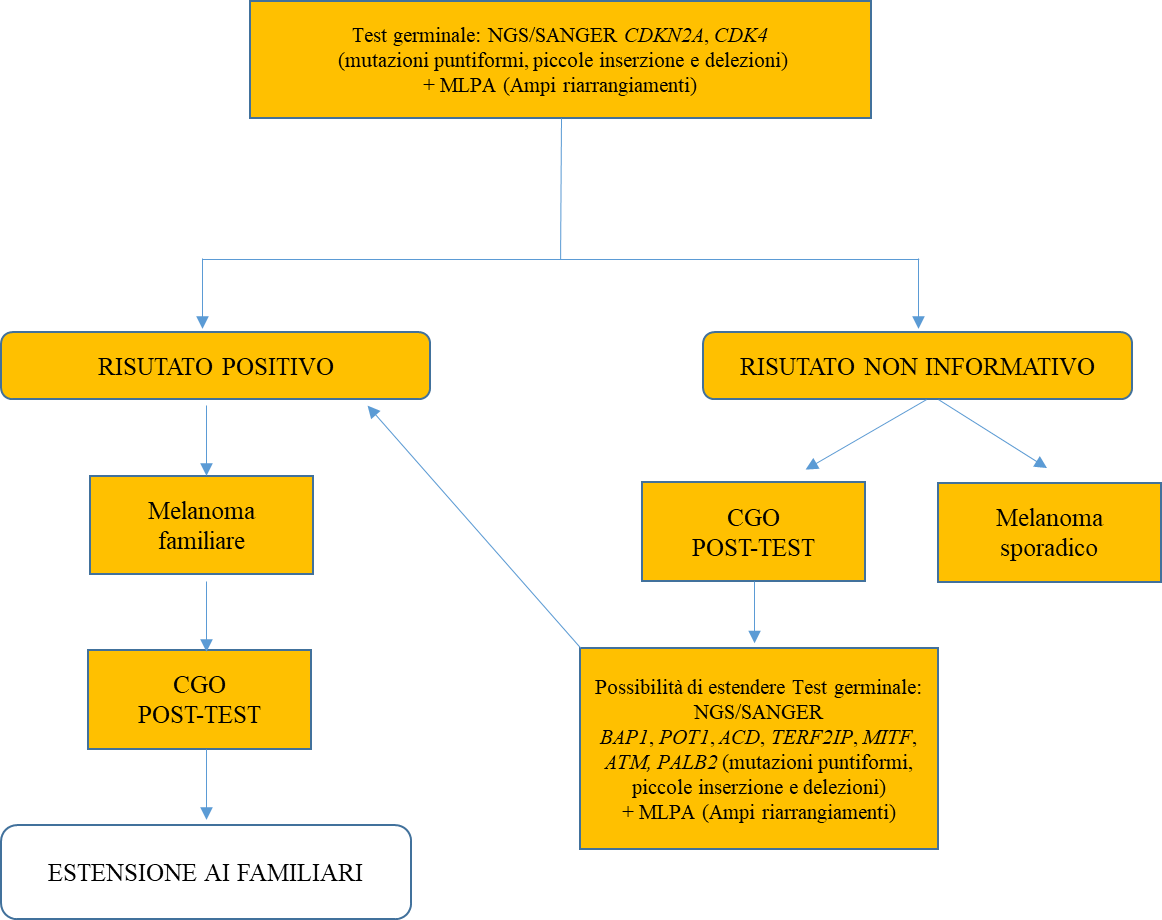 Test germinale: NGS/SANGER CDKN2A, CDK4
(mutazioni puntiformi, piccole inserzione e delezioni)
+ MLPA (Ampi riarrangiamenti)
RISUTATO POSITIVO
RISUTATO NON INFORMATIVO
Melanoma
familiare
CGO
POST-TEST
Melanoma
sporadico
CGO
POST-TEST
Possibilità di estendere Test germinale:
NGS/SANGER
BAP1, POT1, ACD, TERF2IP, MITF,
ATM, PALB2 (mutazioni puntiformi,
piccole inserzione e delezioni)
+ MLPA (Ampi riarrangiamenti)
ESTENSIONE AI FAMILIARI